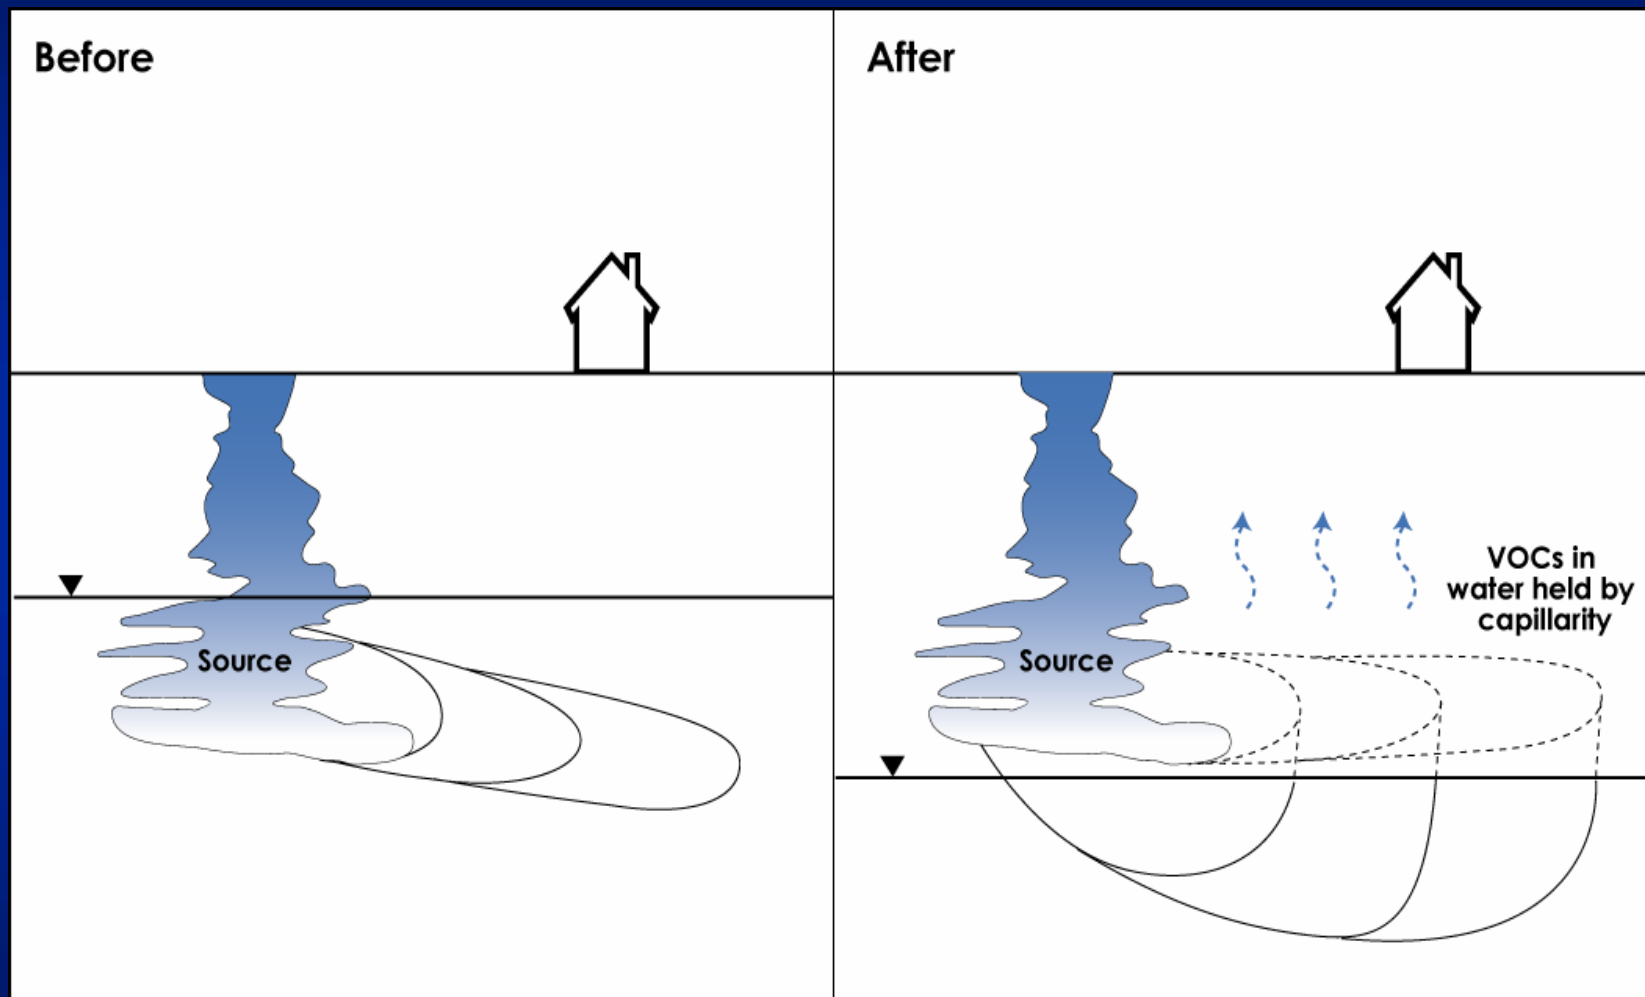 Before
After
Source
Source
VOCs in
water held by
capillarity